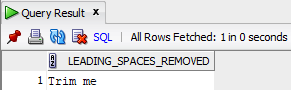 Query Result x
SQL | All Rows Fetched: 1 in 0 seconds
LEADING_SPACES_REMOVED
1 Trim me